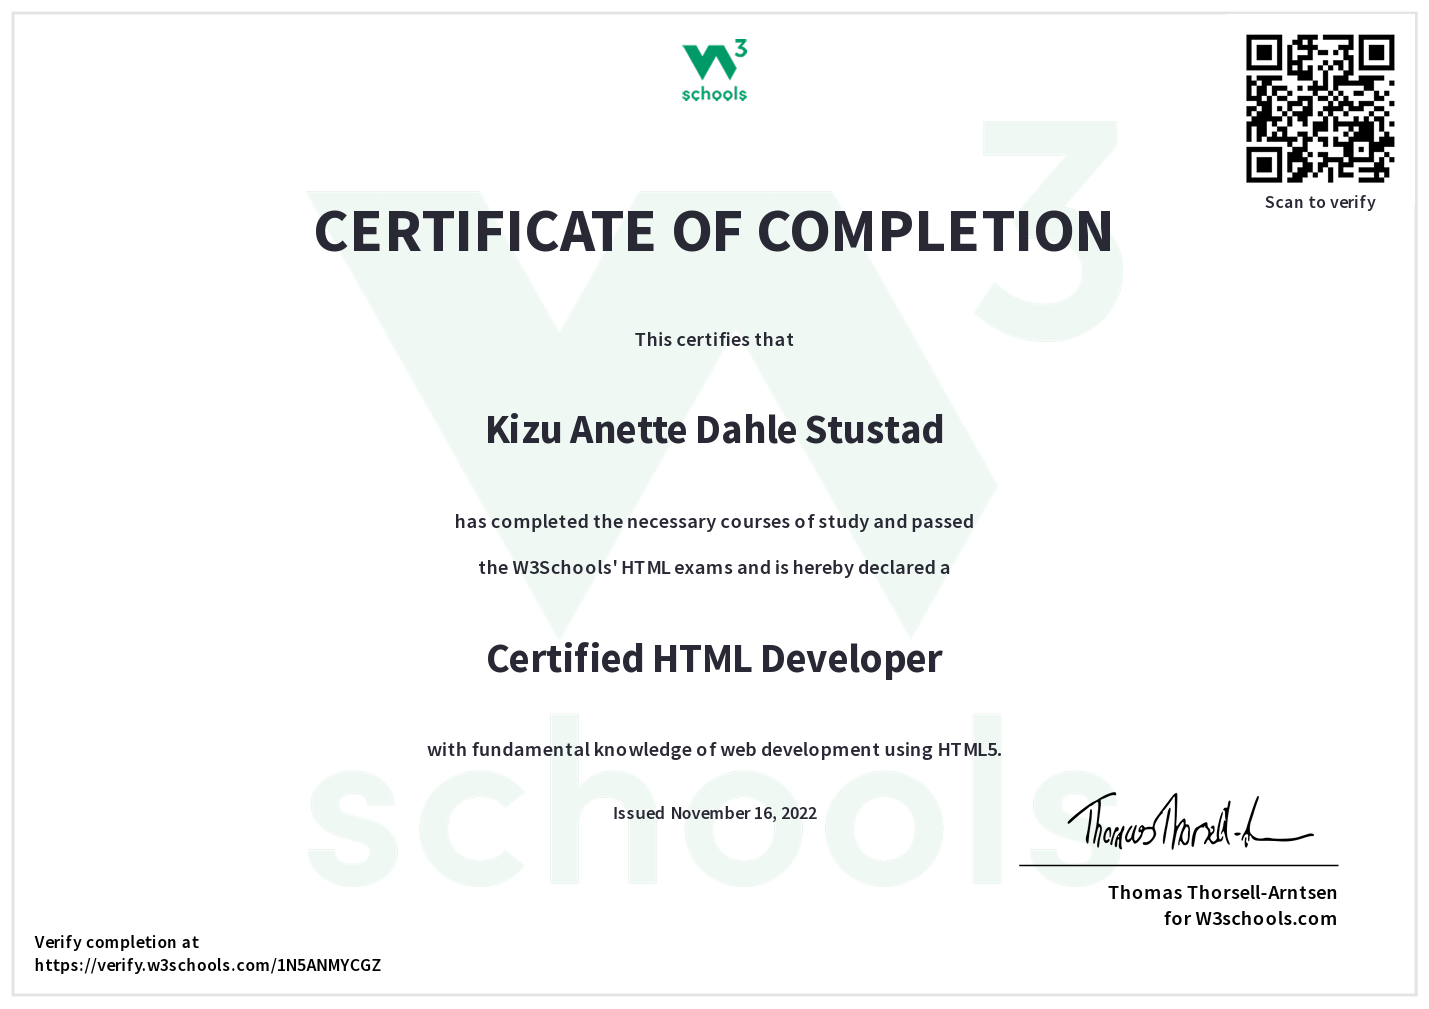 W3
schools
Scan to verify
CERTIFICATE OF COMPLETION
This certifies that
Kizu Anette Dahle Stustad
has completed the necessary courses of study and passed
the W3Schools' HTML exams and is hereby declared a
Certified HTML Developer
with fundamental knowledge of web development using HTML5.
Issued November 16, 2022
schools
Thomas Thorsell-A
Thomas Thorsell-Arntsen
for W3schools.com
Verify completion at
https://verify.w3schools.com/1N5ANMYCGZ